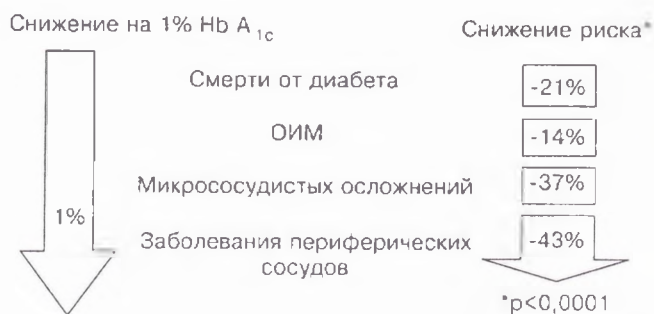 Снижение на 1% Hb A1c
Снижение риска*
Смерти от диабета
-21%
ОИМ
-14%
Микрососудистых осложнений
-37%
1%
Заболевания периферических
сосудов
-43%
*p<0,0001